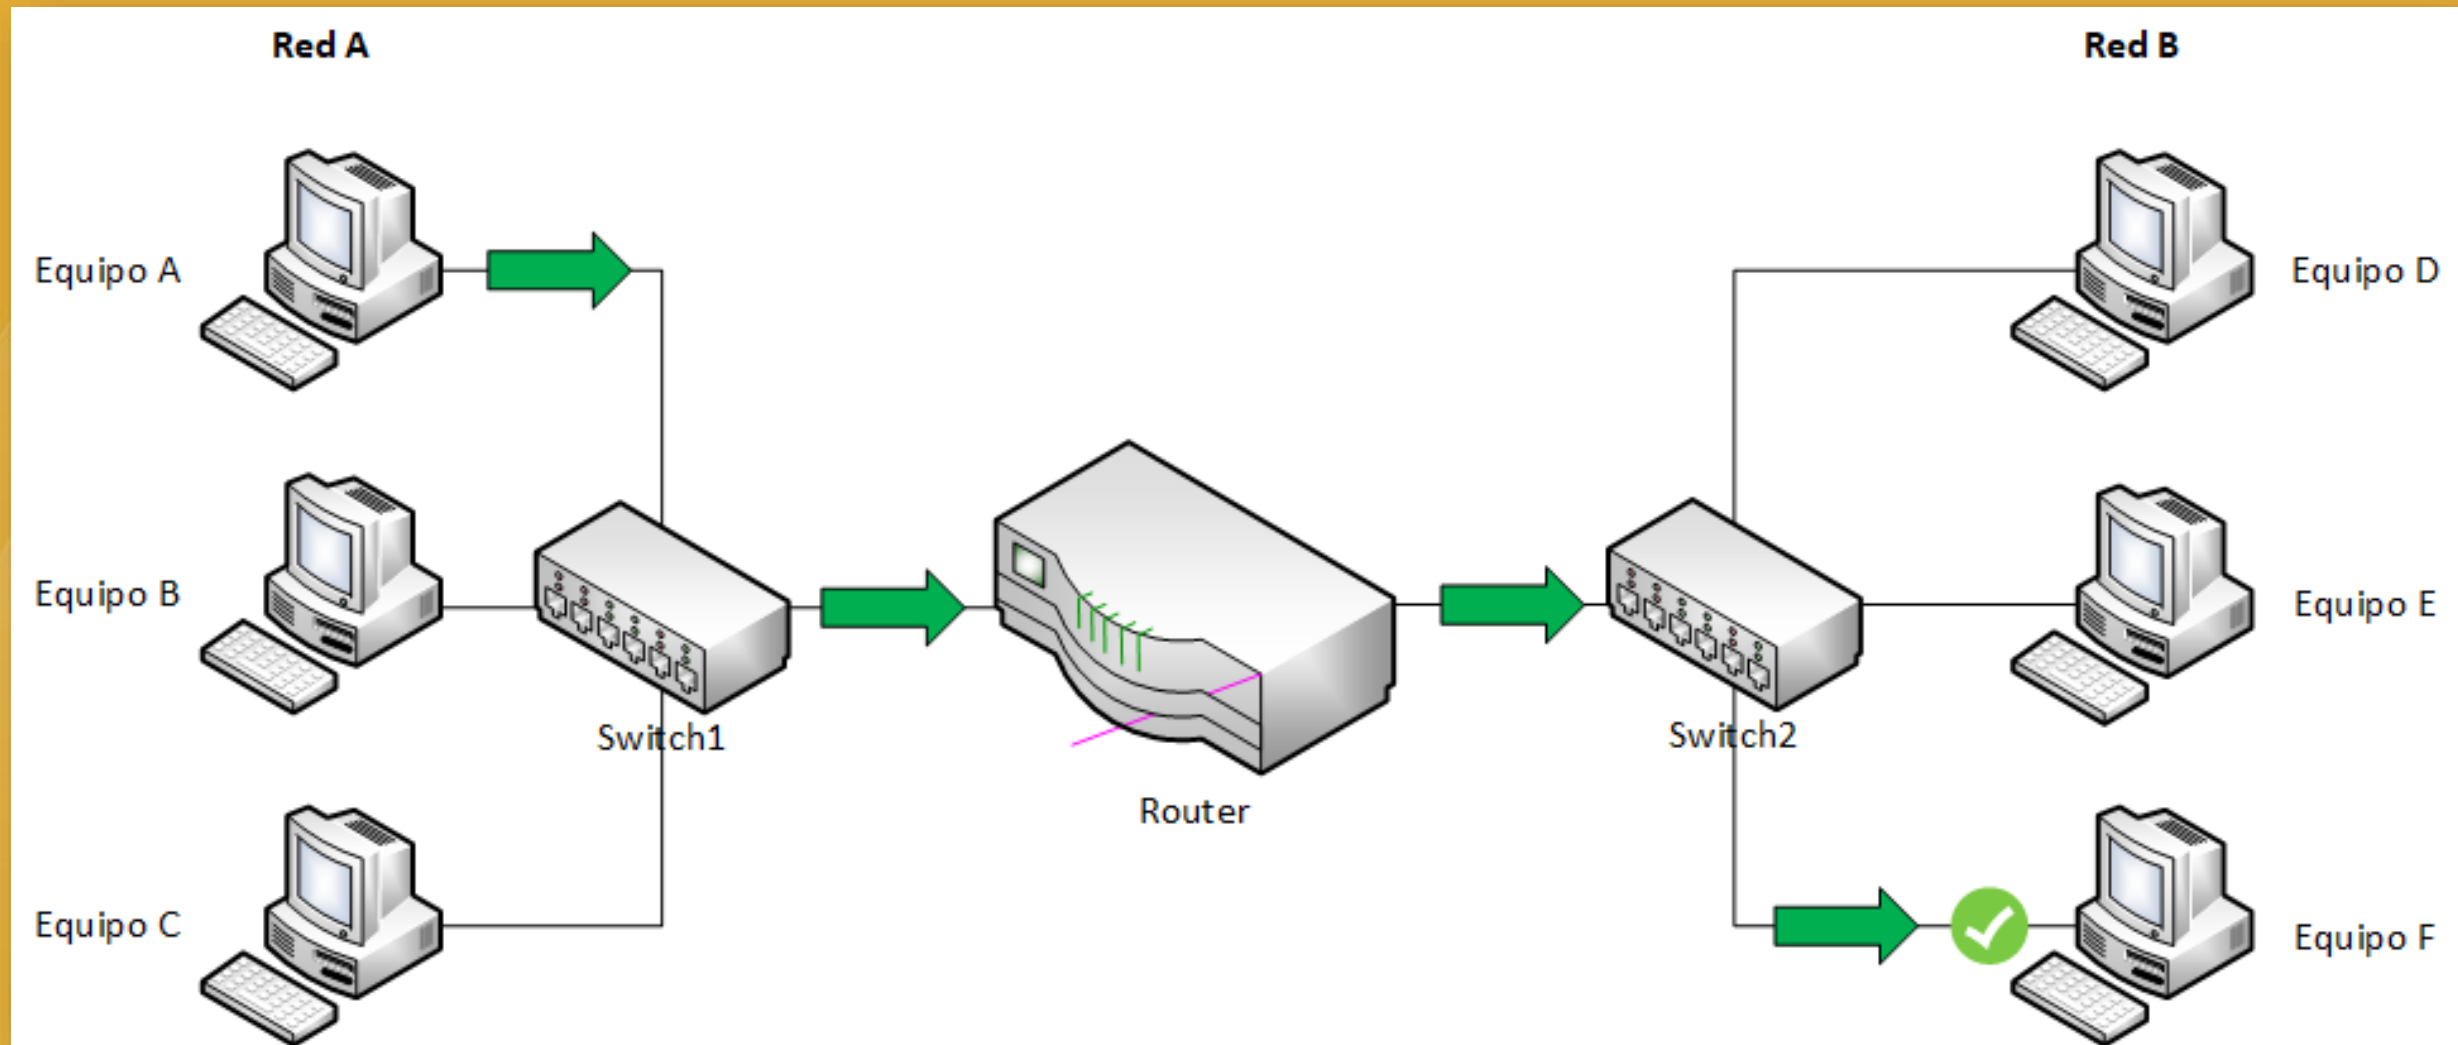 Red A
Red B
Equipo A
Equipo D
Equipo B
Equipo E
Switch1
Switch2
Router
Equipo C
Equipo F